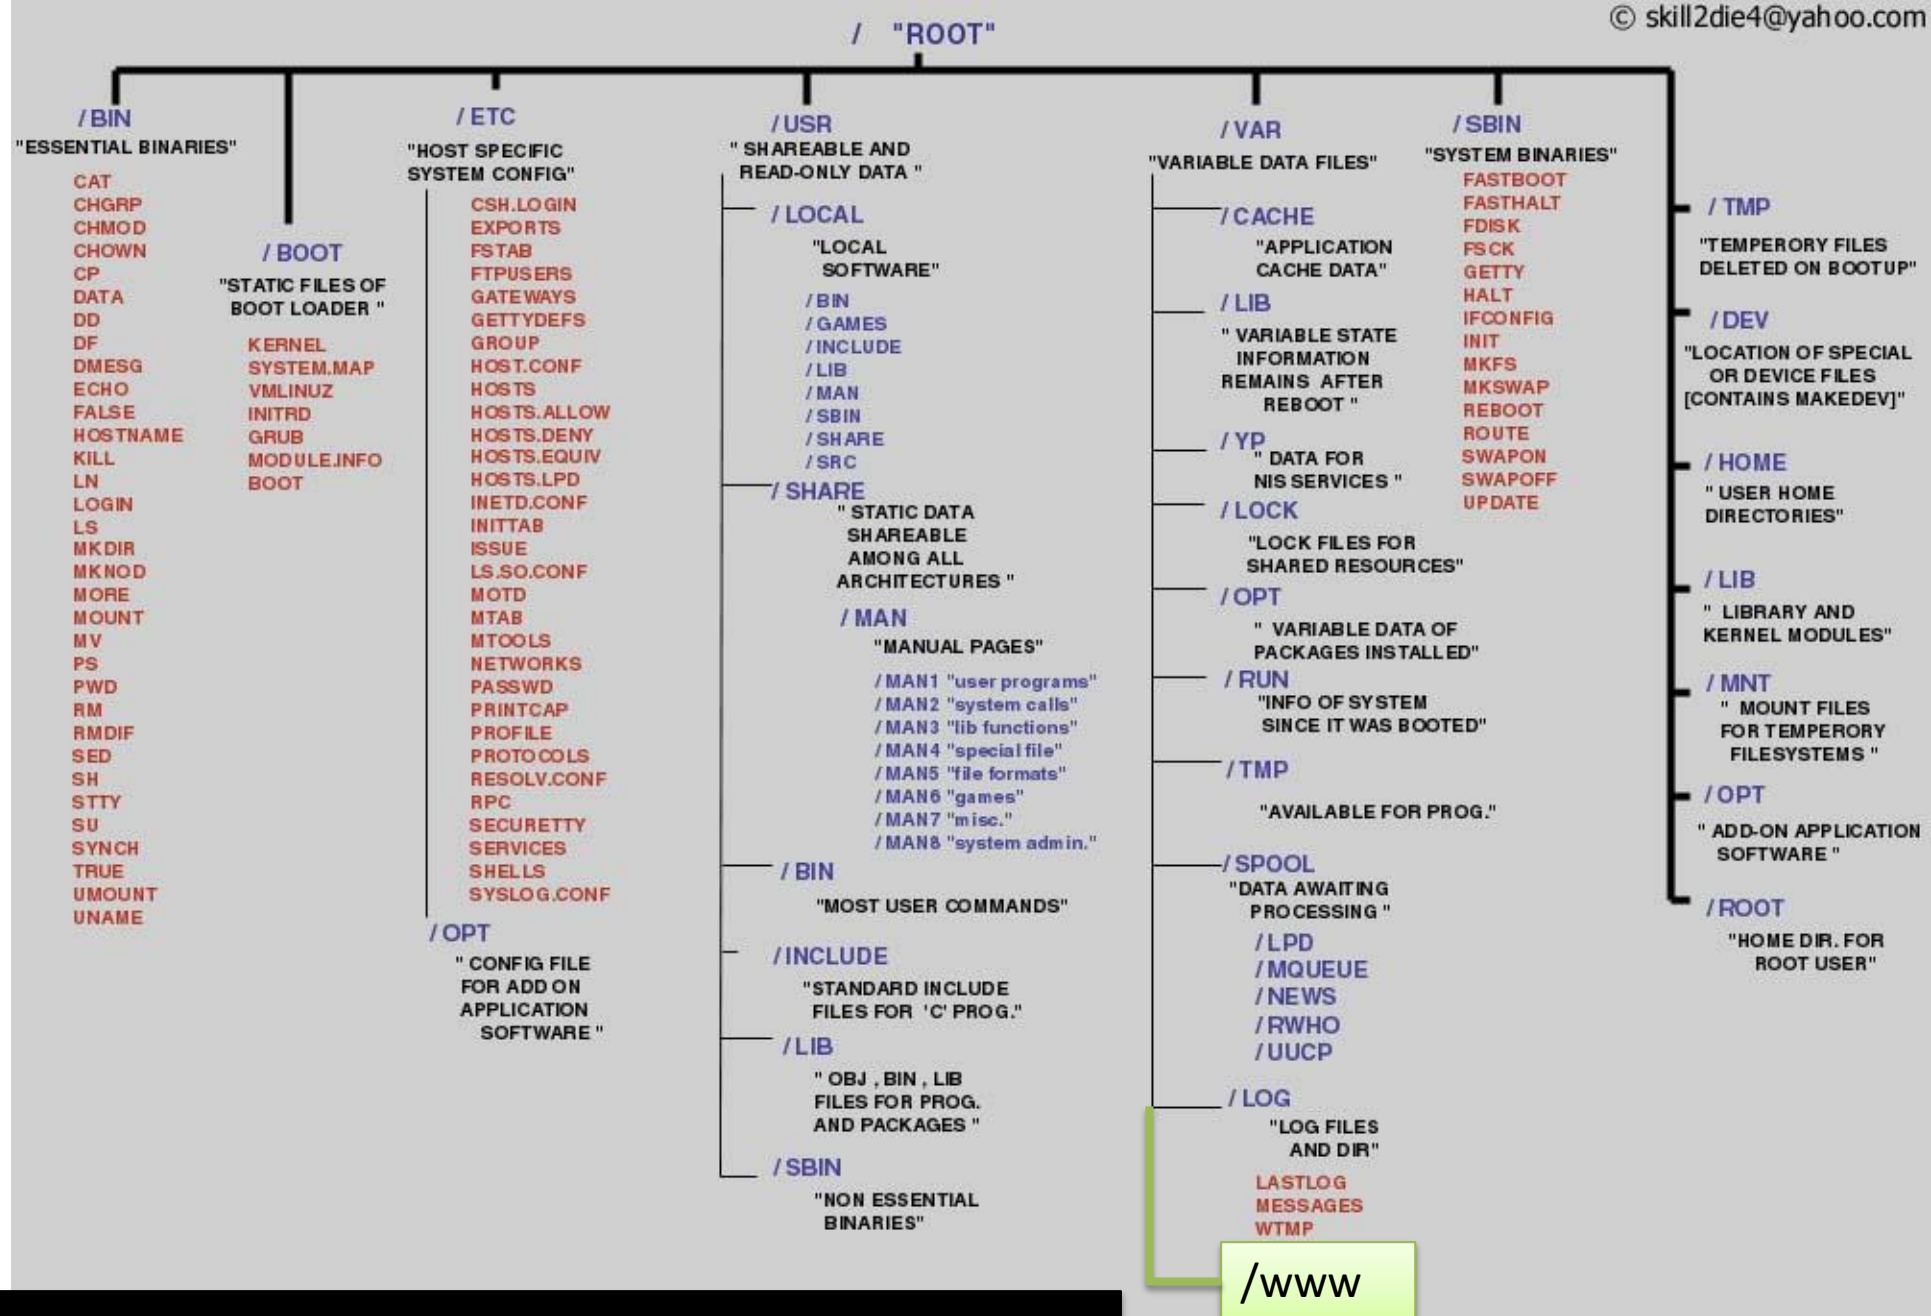 © skill2die4@yahoo.com
/ "ROOT"
/ BIN
"ESSENTIAL BINARIES"
CAT
CHGRP
CHMOD
CHOWN
CP
DATA
DD
DF
DMESG
ECHO
FALSE
HOSTNAME
KILL
LN
LOGIN
LS
MKDIR
MKNOD
MORE
MOUNT
MV
PS
PWD
RM
RMDIF
SED
SH
STTY
SU
SYNCH
TRUE
UMOUNT
UNAME
/ BOOT
"STATIC FILES OF
BOOT LOADER "
KERNEL
SYSTEM.MAP
VMLINUZ
INITRD
GRUB
MODULE.INFO
BOOT
/ ETC
"HOST SPECIFIC
SYSTEM CONFIG"
CSH.LOGIN
EXPORTS
FSTAB
FTPUSERS
GATEWAYS
GETTYDEFS
GROUP
HOST.CONF
HOSTS
HOSTS.ALLOW
HOSTS.DENY
HOSTS.EQUIV
HOSTS.LPD
INETD.CONF
INITTAB
ISSUE
LS.SO.CONF
MOTD
MTAB
MTOOLS
NETWORKS
PASSWD
PRINTCAP
PROFILE
PROTOCOLS
RESOLV.CONF
RPC
SECURETTY
SERVICES
SHELLS
SYSLOG.CONF
/ OPT
" CONFIG FILE
FOR ADD ON
APPLICATION
SOFTWARE "
/ USR
" SHAREABLE AND
READ-ONLY DATA "
/ LOCAL
"LOCAL
SOFTWARE"
/ BIN
/ GAMES
/ INCLUDE
/ LIB
/ MAN
/ SBIN
/ SHARE
/ SRC
/ SHARE
" STATIC DATA
SHAREABLE
AMONG ALL
ARCHITECTURES "
/ MAN
"MANUAL PAGES"
/ MAN1 "user programs"
/ MAN2 "system calls"
/ MAN3 "lib functions"
/ MAN4 "special file"
/ MAN5 "file formats"
/ MAN6 "games"
/ MAN7 "misc."
/ MAN8 "system admin."
/ BIN
"MOST USER COMMANDS"
/ INCLUDE
"STANDARD INCLUDE
FILES FOR 'C' PROG."
/ LIB
" OBJ , BIN , LIB
FILES FOR PROG.
AND PACKAGES "
/ SBIN
"NON ESSENTIAL
BINARIES"
/ VAR
"VARIABLE DATA FILES"
/ CACHE
"APPLICATION
CACHE DATA"
/ LIB
" VARIABLE STATE
INFORMATION
REMAINS AFTER
REBOOT "
/ YP
" DATA FOR
NIS SERVICES "
/ LOCK
"LOCK FILES FOR
SHARED RESOURCES"
/ OPT
" VARIABLE DATA OF
PACKAGES INSTALLED"
/ RUN
"INFO OF SYSTEM
SINCE IT WAS BOOTED"
/ TMP
"AVAILABLE FOR PROG."
/ SPOOL
"DATA AWAITING
PROCESSING "
/ LPD
/ MQUEUE
/ NEWS
/ RWHO
/ UUCP
/ LOG
"LOG FILES
AND DIR"
LASTLOG
MESSAGES
WTMP
/www
/ SBIN
"SYSTEM BINARIES"
FASTBOOT
FASTHALT
FDISK
FSCK
GETTY
HALT
IFCONFIG
INIT
MKFS
MKSWAP
REBOOT
ROUTE
SWAPON
SWAPOFF
UPDATE
/ TMP
"TEMPERORY FILES
DELETED ON BOOTUP"
/ DEV
"LOCATION OF SPECIAL
OR DEVICE FILES
[CONTAINS MAKEDEV]"
/ HOME
" USER HOME
DIRECTORIES"
/ LIB
" LIBRARY AND
KERNEL MODULES"
/ MNT
" MOUNT FILES
FOR TEMPERORY
FILESYSTEMS "
/ OPT
" ADD-ON APPLICATION
SOFTWARE "
/ ROOT
"HOME DIR. FOR
ROOT USER"